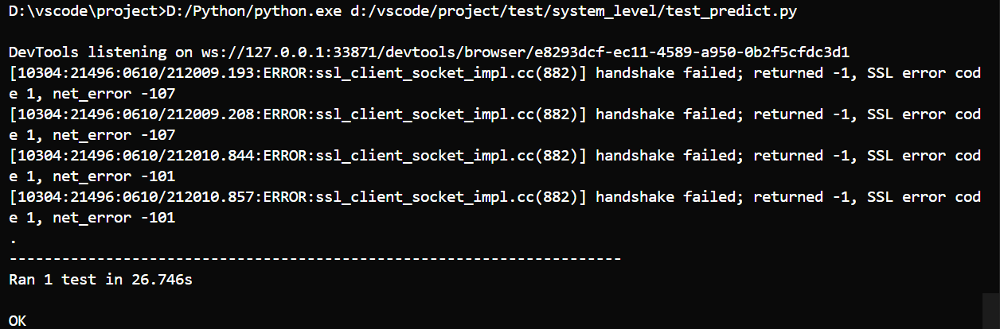 D:\vscode\project>D:/Python/python.exe d:/vscode/project/test/system_level/test_predict.py
DevTools listening on ws://127.0.0.1:33871/devtools/browser/e8293dcf-ec11-4589-a950-0b2f5cfdc3d1
[10304:21496:0610/212009.193:ERROR:ssl_client_socket_impl.cc(882)] handshake failed; returned -1, SSL error cod
e 1, net_error -107
[10304:21496:0610/212009.208:ERROR:ssl_client_socket_impl.cc(882)] handshake failed; returned -1, SSL error cod
e 1, net_error -107
[10304:21496:0610/212010.844:ERROR:ssl_client_socket_impl.cc(882)] handshake failed; returned -1, SSL error cod
e 1, net_error -101
[10304:21496:0610/212010.857:ERROR:ssl_client_socket_impl.cc(882)] handshake failed; returned -1, SSL error cod
e 1, net_error -101
.
----------------------------------------------------------------------
Ran 1 test in 26.746s
OK